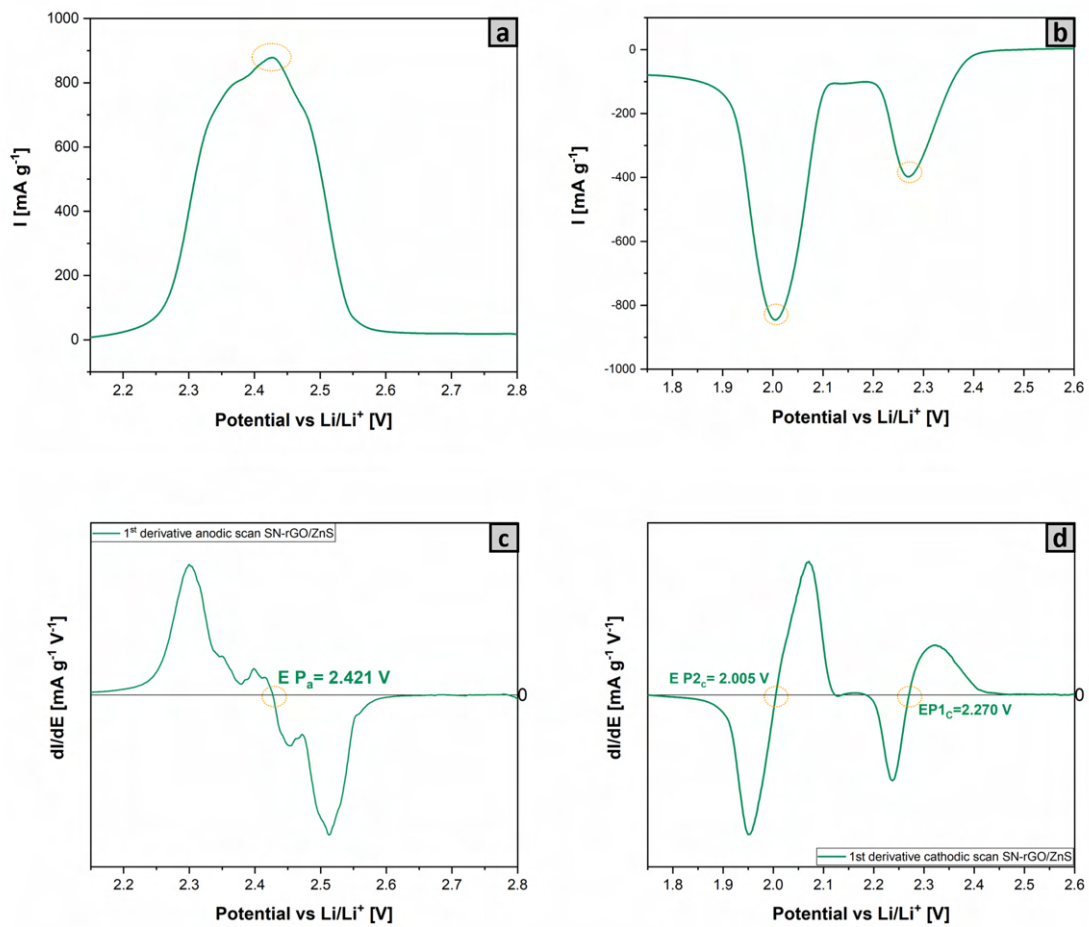 a
1000
800
600
400
200
0
I [mA g⁻¹]
2.2 2.3 2.4 2.5 2.6 2.7 2.8
Potential vs Li/Li⁺ [V]
b
0
-200
-400
-600
-800
-1000
I [mA g⁻¹]
1.8 1.9 2.0 2.1 2.2 2.3 2.4 2.5 2.6
Potential vs Li/Li⁺ [V]
c
1ˢᵗ derivative anodic scan SN-rGO/ZnS
E Pₐ= 2.421 V
0
dI/dE [mA g⁻¹ V⁻¹]
2.2 2.3 2.4 2.5 2.6 2.7 2.8
Potential vs Li/Li⁺ [V]
d
E P2c= 2.005 V
0
EP1C=2.270 V
dI/dE [mA g⁻¹ V⁻¹]
1st derivative cathodic scan SN-rGO/ZnS
1.8 1.9 2.0 2.1 2.2 2.3 2.4 2.5 2.6
Potential vs Li/Li⁺ [V]